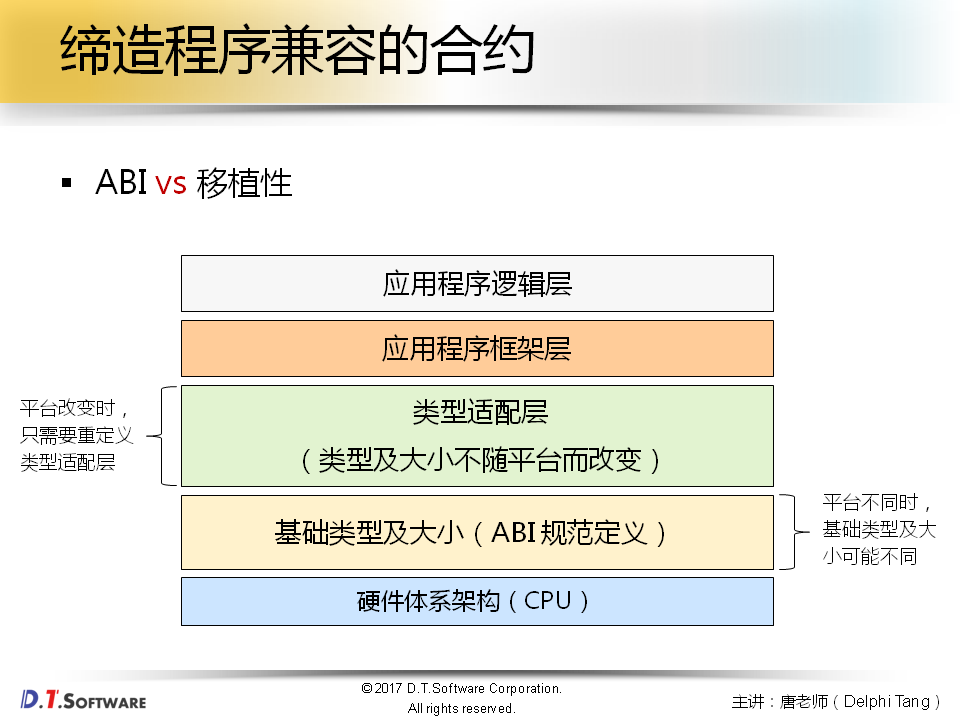 缔造程序兼容的合约
ABI vs 移植性
应用程序逻辑层
应用程序框架层
类型适配层
（类型及大小不随平台而改变）
平台改变时，
只需要重定义
类型适配层
基础类型及大小（ABI 规范定义）
平台不同时，
基础类型及大
小可能不同
硬件体系架构（CPU）
D.T.SOFTWARE
©2017 D.T.Software Corporation.
All rights reserved.
主讲：唐老师（Delphi Tang）